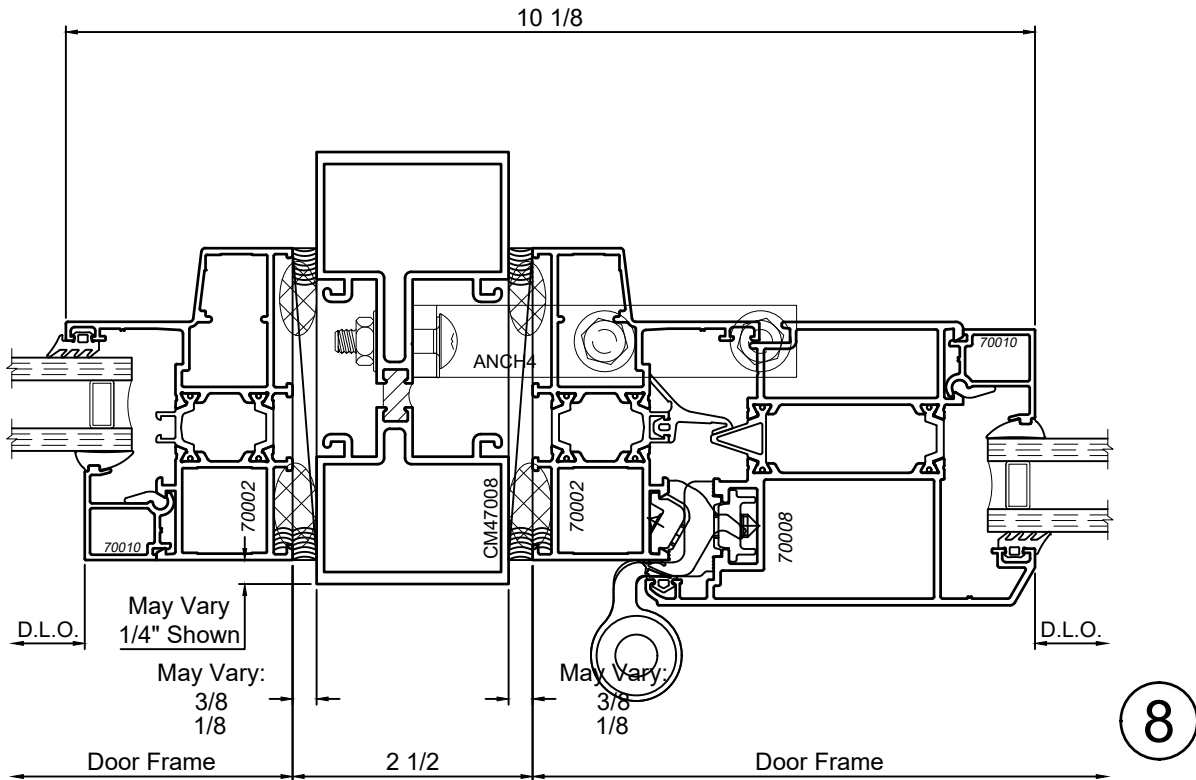 10 1/8
70010
ANCH4
70002
CM47008
70002
70008
70010
May Vary
1/4" Shown
D.L.O.
D.L.O.
May Vary:
3/8
1/8
May Vary:
3/8
1/8
8
Door Frame
2 1/2
Door Frame